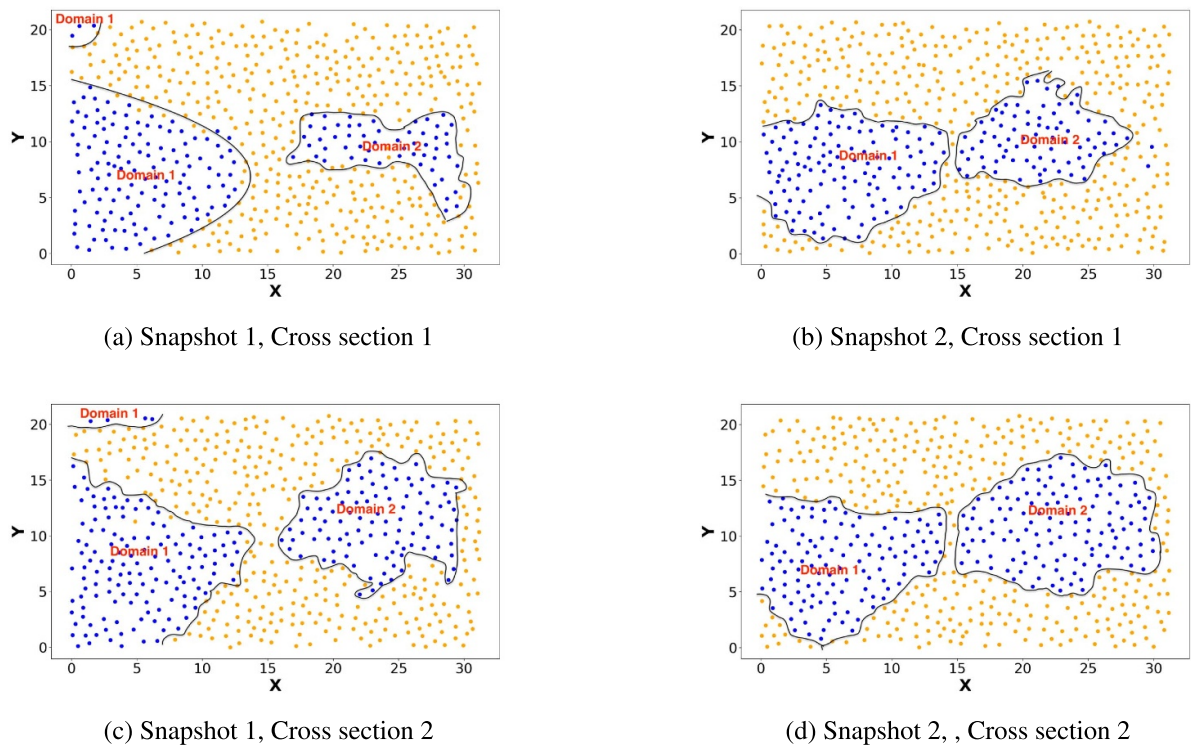 Domain 1
20
15
10
5
0
Y
Domain 1
Domain 2
0 5 10 15 20 25 30
X
(a) Snapshot 1, Cross section 1
20
15
10
5
0
Y
Domain 1
Domain 2
0 5 10 15 20 25 30
X
(b) Snapshot 2, Cross section 1
Domain 1
20
15
10
5
0
Y
Domain 2
Domain 1
0 5 10 15 20 25 30
X
(c) Snapshot 1, Cross section 2
20
15
10
5
0
Y
Domain 2
Domain 1
0 5 10 15 20 25 30
X
(d) Snapshot 2, , Cross section 2